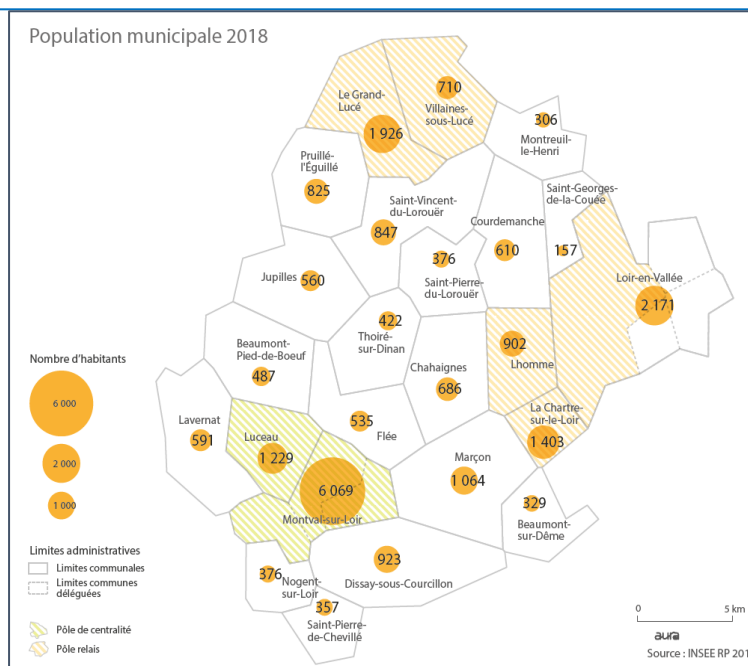 Population municipale 2018
Le Grand-
Lucé
1 926
710
Villaines-
sous-Lucé
306
Montreuil-
le-Henri
Pruillé-
l'Éguillé
825
Saint-Vincent-
du-Lorouër
847
Courdemanche
610
Saint-Georges-
de-la-Couée
157
376
Saint-Pierre-
du-Lorouër
Jupilles
560
Loir-en-Vallée
2 171
422
Thoiré-
sur-Dinan
902
Lhomme
Beaumont-
Pied-de-Boeuf
487
Chahaignes
686
La Chartre-
sur-le-Loir
1 403
Lavernat
591
Luceau
1 229
535
Flée
6 069
Montval-sur-Loir
Marçon
1 064
329
Beaumont-
sur-Dême
923
Dissay-sous-Courcillon
376
Nogent-
sur-Loir
357
Saint-Pierre-
de-Chevillé
Nombre d'habitants
6 000
2 000
1 000
Limites administratives
Limites communales
Limites communes
déléguées
Pôle de centralité
Pôle relais
0
5 km
aura
Source : INSEE RP 201